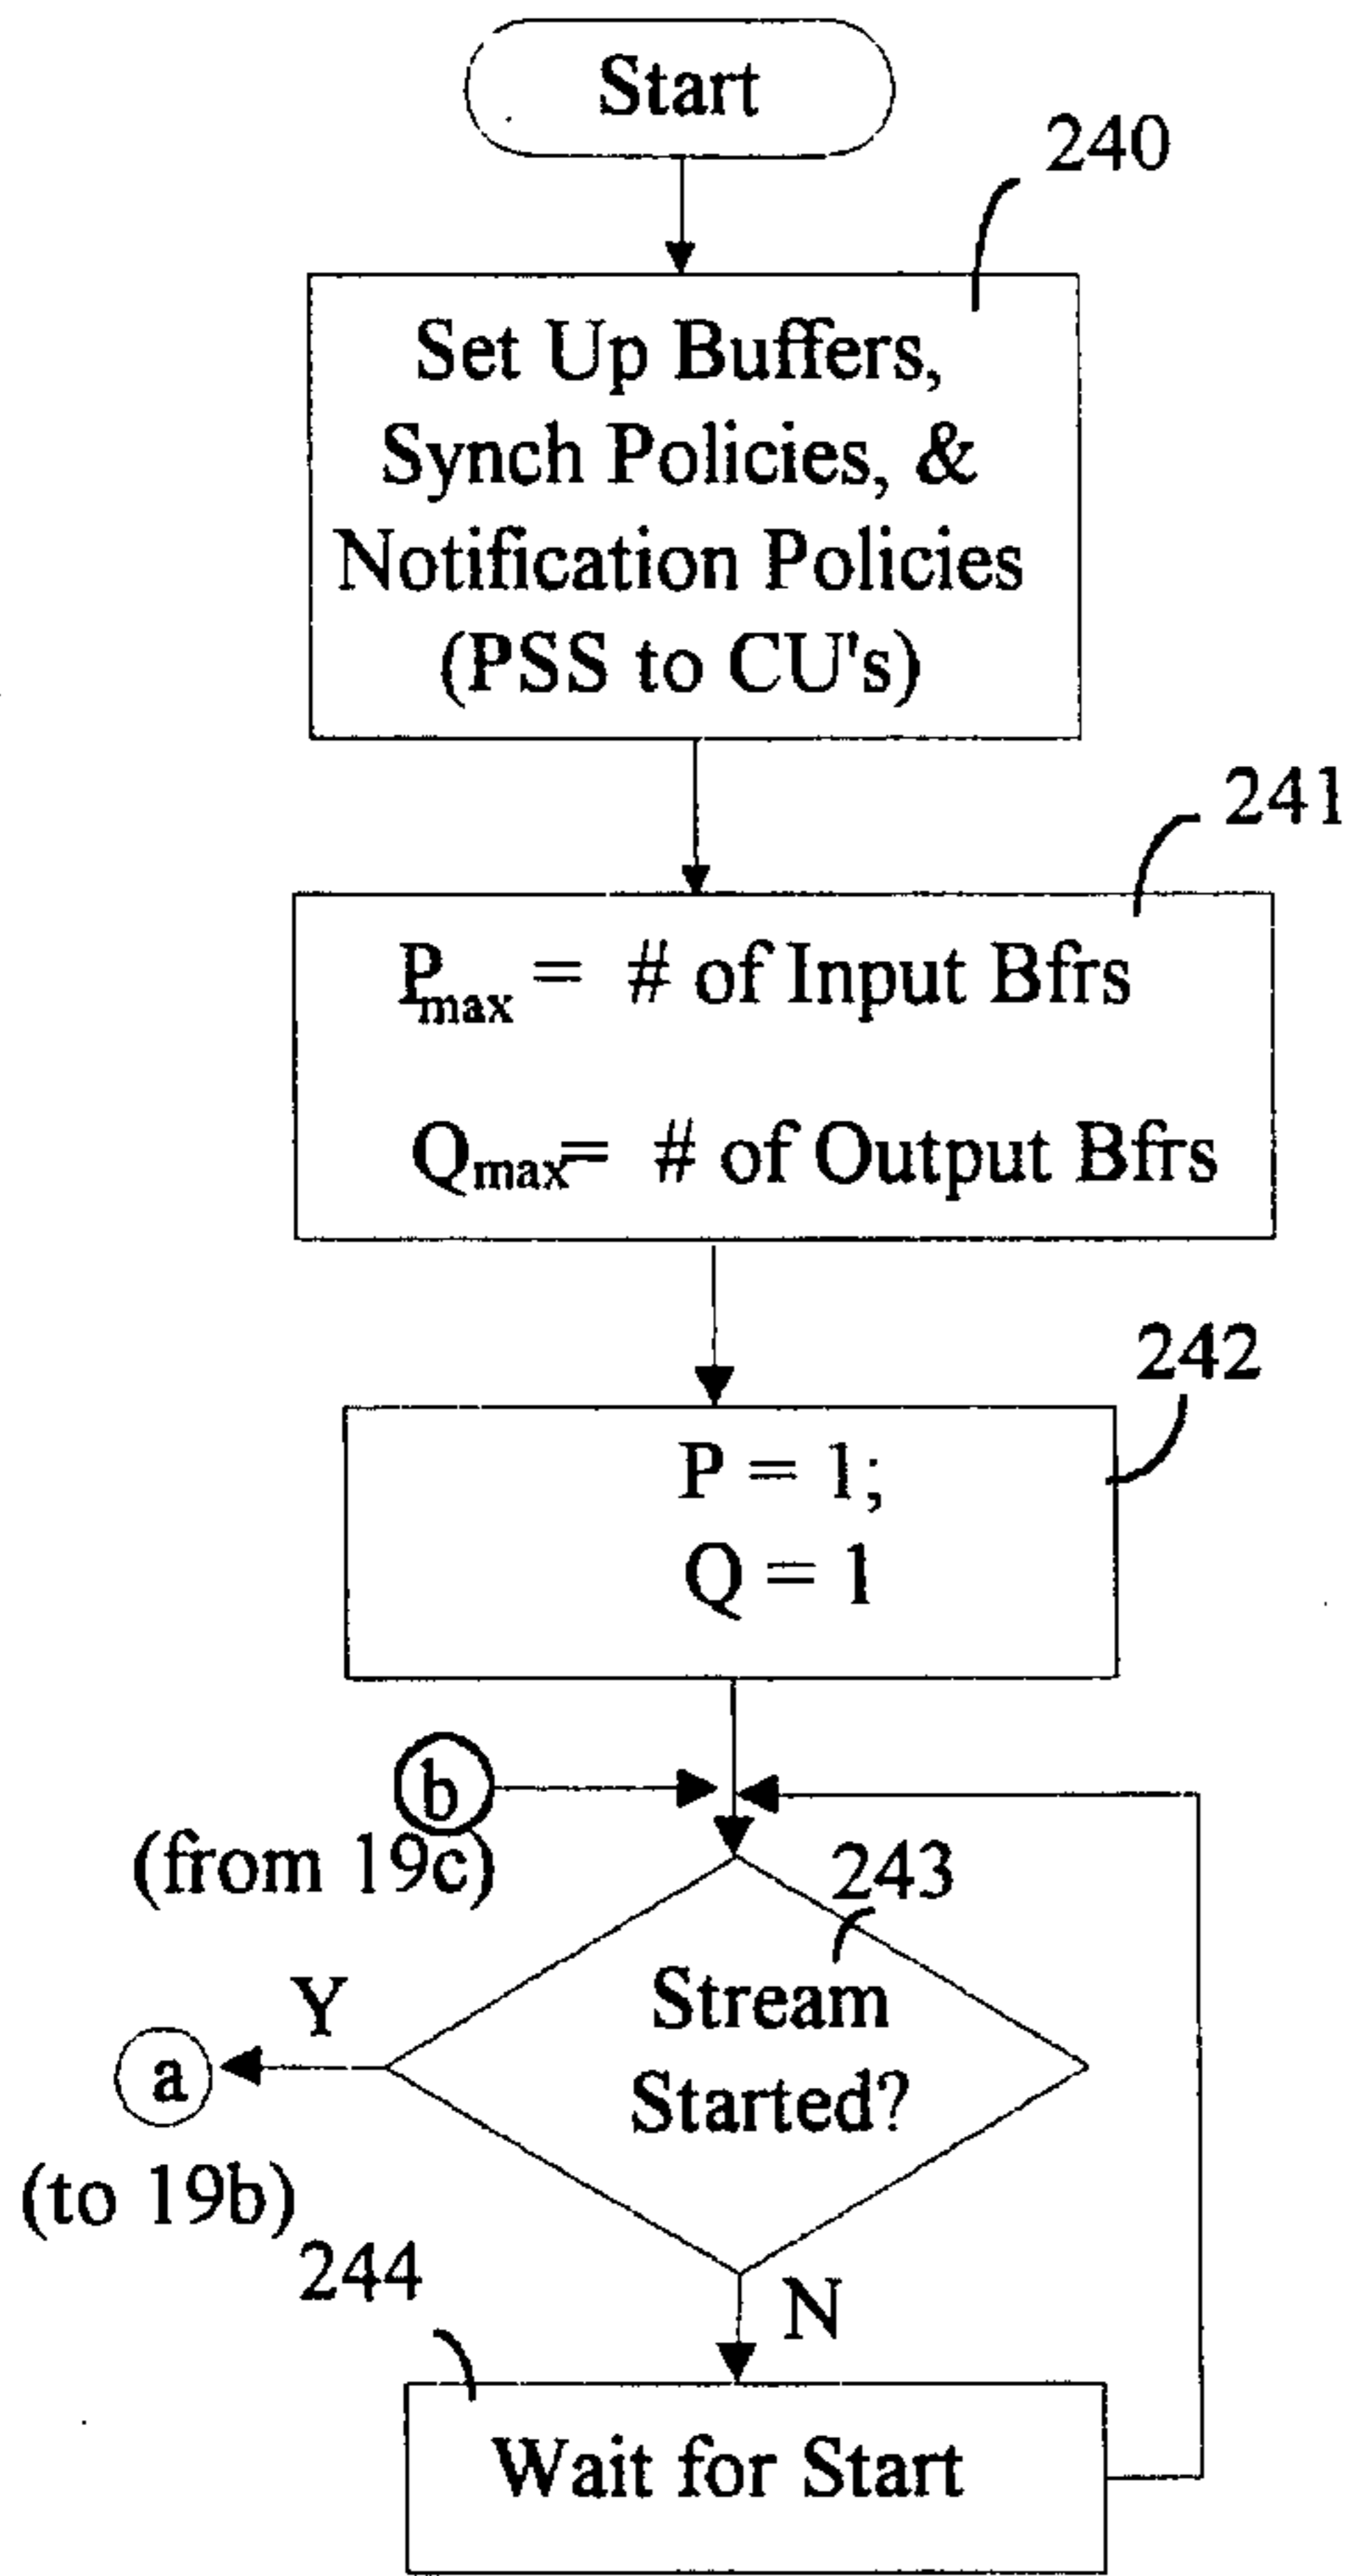 Start
240
Set Up Buffers,
Synch Policies, &
Notification Policies
(PSS to CU's)
241
Pmax = # of Input Bfrs
Qmax= # of Output Bfrs
242
P = 1;
Q = 1
b
(from 19c)
243
Stream
Started?
Y
a
(to 19b)
N
244
Wait for Start